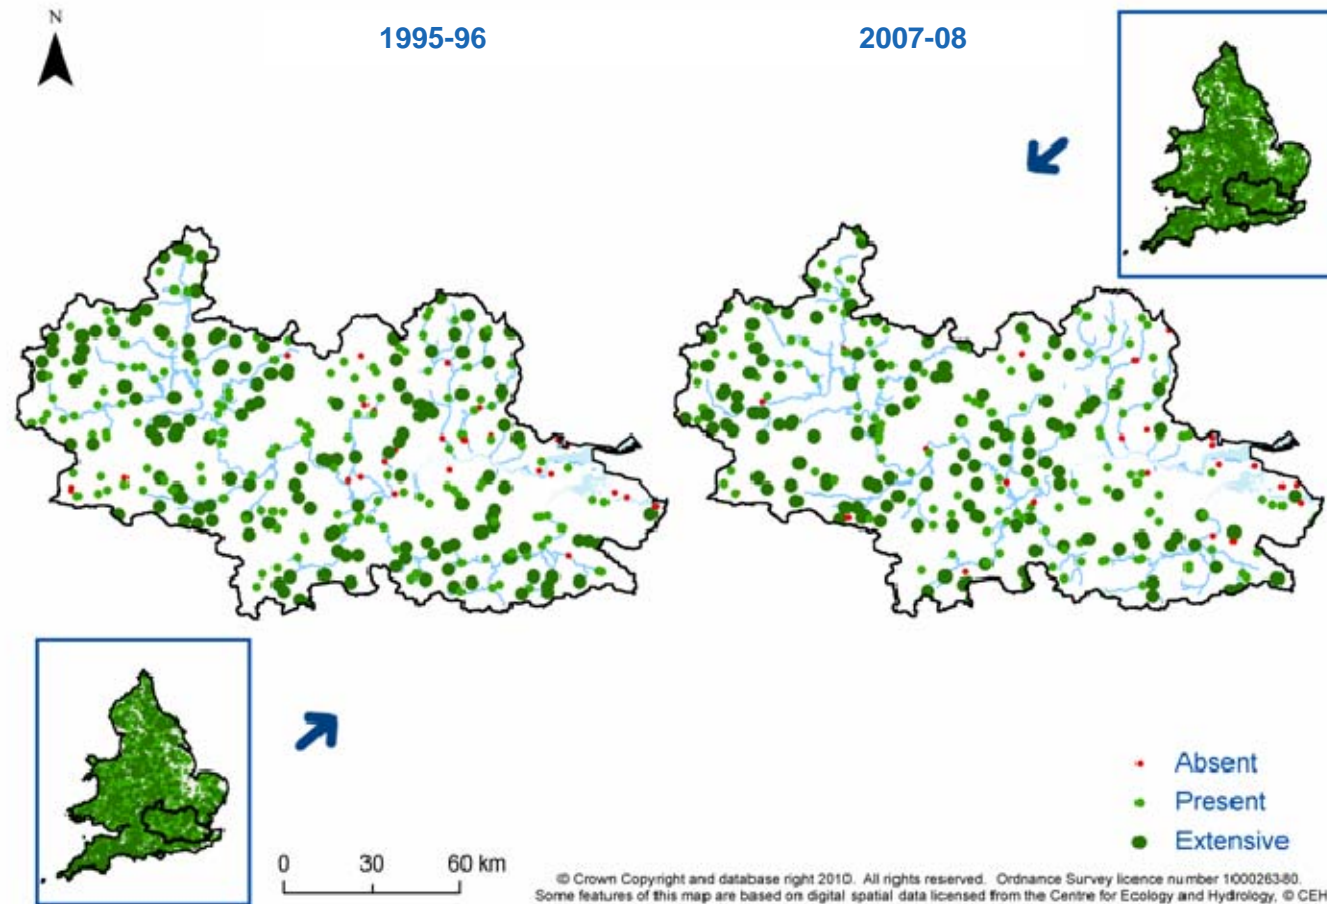 N
1995-96
2007-08
Absent
Present
Extensive
0 30 60 km
© Crown Copyright and database right 2010. All rights reserved. Ordnance Survey licence number 100026380.
Some features of this map are based on digital spatial data licensed from the Centre for Ecology and Hydrology, © CEH